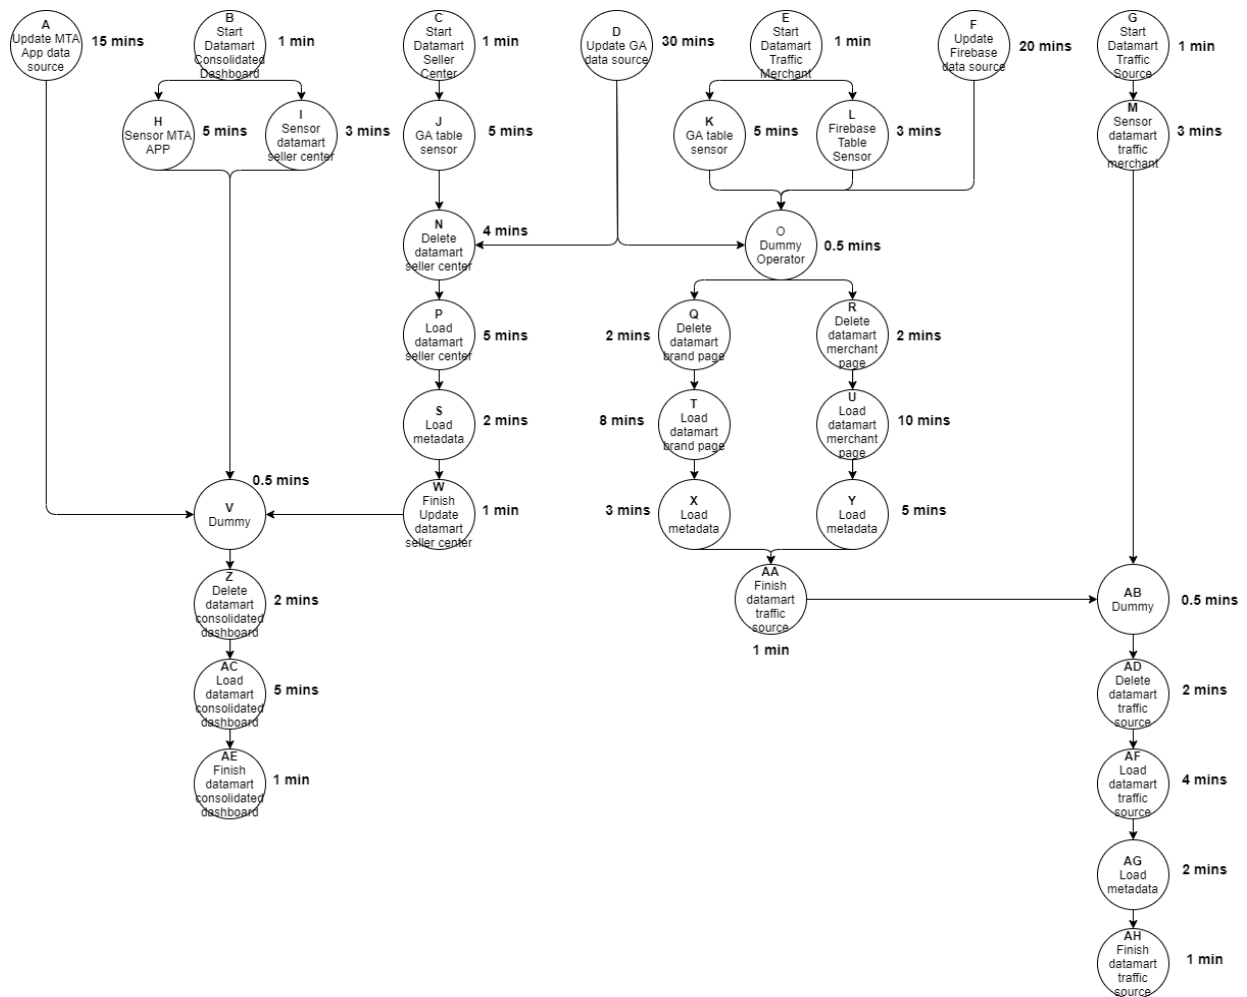 A
Update MTA
App data
source
15 mins
B
Start
Datamart
Consolidated
Dashboard
1 min
C
Start
Datamart
Seller
Center
1 min
D
Update GA
data source
30 mins
E
Start
Datamart
Traffic
Merchant
1 min
F
Update
Firebase
data source
20 mins
G
Start
Datamart
Traffic
Source
1 min
H
Sensor MTA
APP
5 mins
I
Sensor
datamart
seller center
3 mins
J
GA table
sensor
5 mins
K
GA table
sensor
5 mins
L
Firebase
Table
Sensor
3 mins
M
Sensor
datamart
traffic
merchant
3 mins
N
Delete
datamart
seller center
4 mins
O
Dummy
Operator
0.5 mins
P
Load
datamart
seller center
5 mins
2 mins
Q
Delete
datamart
brand page
R
Delete
datamart
merchant
page
2 mins
S
Load
metadata
2 mins
8 mins
T
Load
datamart
brand page
U
Load
datamart
merchant
page
10 mins
V
Dummy
0.5 mins
W
Finish
Update
datamart
seller center
1 min
3 mins
X
Load
metadata
Y
Load
metadata
5 mins
Z
Delete
datamart
consolidated
dashboard
2 mins
AA
Finish
datamart
traffic
source
1 min
AB
Dummy
0.5 mins
AC
Load
datamart
consolidated
dashboard
5 mins
AD
Delete
datamart
traffic
source
2 mins
AE
Finish
datamart
consolidated
dashboard
1 min
AF
Load
datamart
traffic
source
4 mins
AG
Load
metadata
2 mins
AH
Finish
datamart
traffic
source
1 min